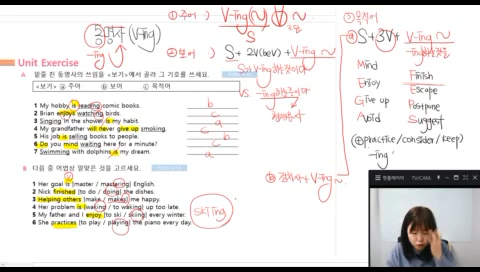 동명사 (V-ing)
-ing
① 주어 ) V-ing(~) V ~
S
② 보어 ) S + 2V(be V) + V-ing ~
VS
③ 목적어
ⓐ S + 3V + V-ing ~
Mind
Enjoy
Give up
Avoid
Finish
Escape
Postpone
Suggest
(+) practice / consider / keep)
-ing
ⓑ 전치사 + V-ing ~
Unit Exercise
A 밑줄 친 동명사의 쓰임을 <보기>에서 골라 그 기호를 쓰세요.
<보기> ⓐ 주어 ⓑ 보어 ⓒ 목적어
1 My hobby is reading comic books. b
2 Brian enjoys watching birds. c
3 Singing in the shower is my habit. a
4 My grandfather will never give up smoking. c
5 His job is selling books to people. b
6 Do you mind waiting here for a minute? c
7 Swimming with dolphins is my dream. a
B 다음 중 어법상 알맞은 것을 고르세요.
1 Her goal is [master / mastering] English.
2 Nick finished [to do / doing] the dishes.
3 Helping others [make / makes] me happy.
4 Her problem is [waking / to waking] up too late.
5 My father and I enjoy [to ski / skiing] every winter.
6 She practices [to play / playing] the piano every day.
skiing